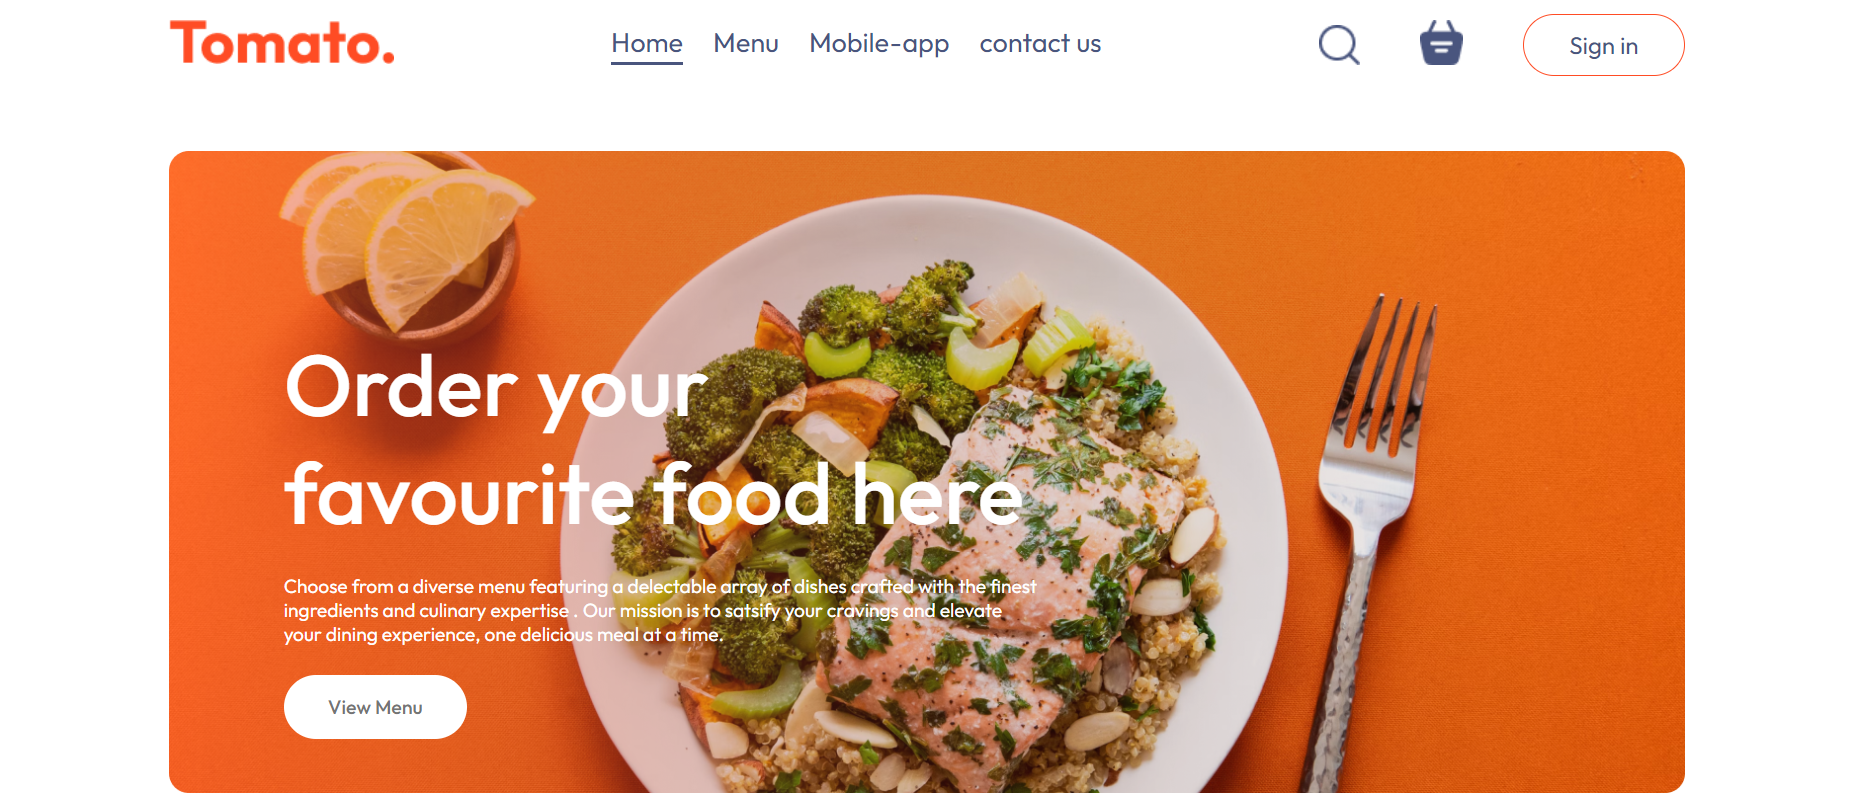 Tomato.
Home Menu Mobile-app contact us
Sign in
Order your
favourite food here
Choose from a diverse menu featuring a delectable array of dishes crafted with the finest
ingredients and culinary expertise . Our mission is to satsify your cravings and elevate
your dining experience, one delicious meal at a time.
View Menu